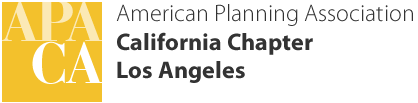 APA
CA
American Planning Association
California Chapter
Los Angeles